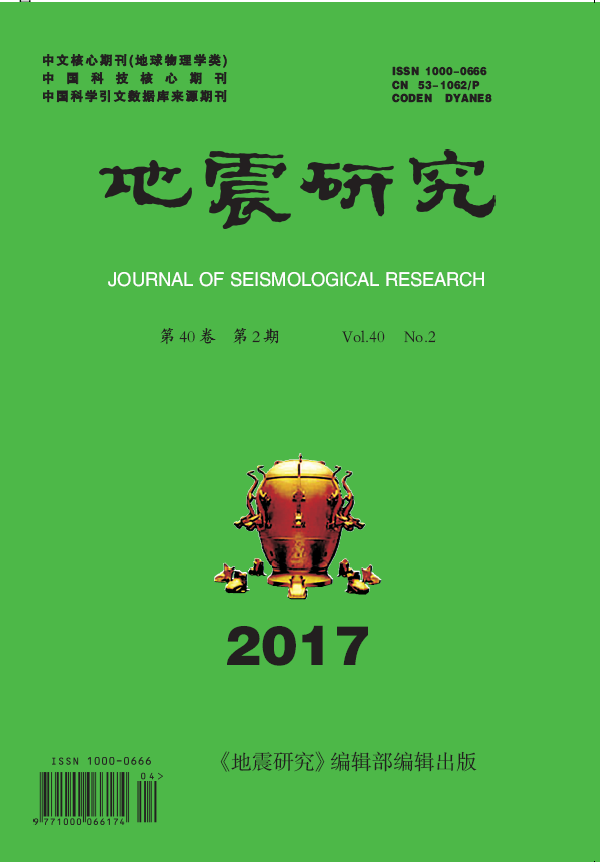 中文核心期刊(地球物理学类)
中国科技核心期刊
中国科学引文数据库来源期刊
ISSN 1000-0666
CN 53-1062/P
CODEN DYANE8
地震研究
JOURNAL OF SEISMOLOGICAL RESEARCH
第40卷 第2期 Vol.40 No.2
2017
《地震研究》编辑部编辑出版
ISSN 1000-0666
04>
9 771000 066174